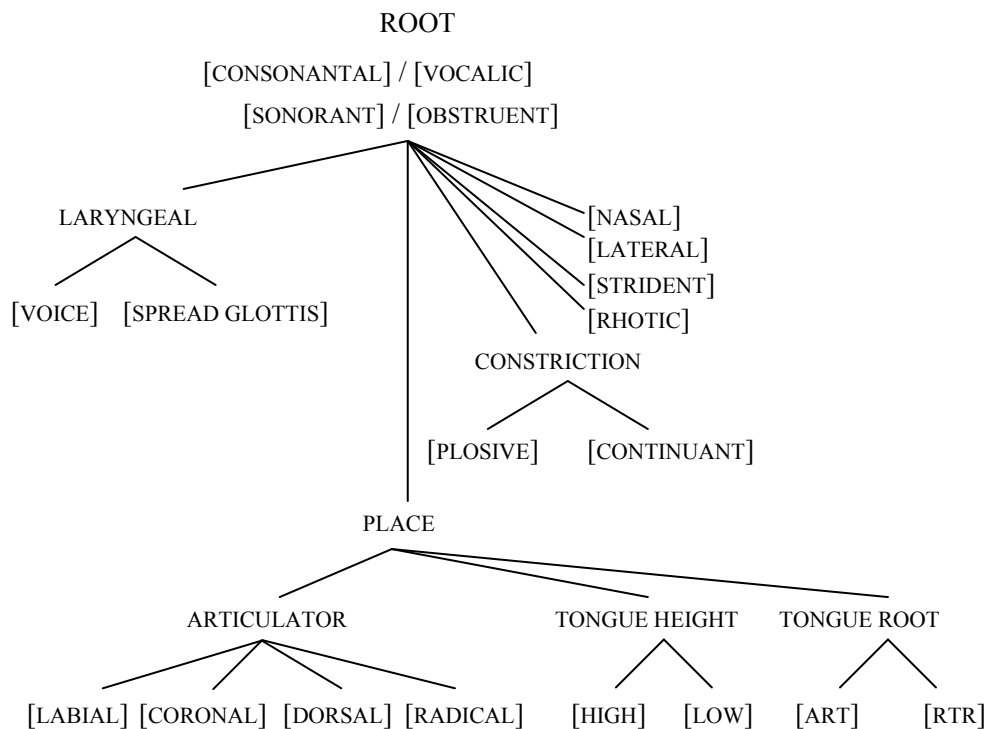 ROOT
[CONSONANTAL] / [VOCALIC]
[SONORANT] / [OBSTRUENT]
LARYNGEAL
[VOICE] [SPREAD GLOTTIS]
[NASAL]
[LATERAL]
[STRIDENT]
[RHOTIC]
CONSTRICTION
[PLOSIVE] [CONTINUANT]
PLACE
ARTICULATOR TONGUE HEIGHT TONGUE ROOT
[LABIAL] [CORONAL] [DORSAL] [RADICAL] [HIGH] [LOW] [ART] [RTR]